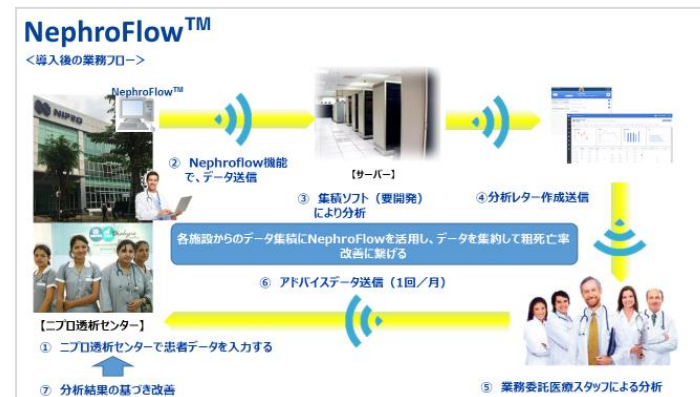 NephroFlow™
<導入後の業務フロー>
NephroFlow™
NIPRO
② Nephroflow機能
で、データ送信
【サーバー】
③ 集積ソフト（要開発）
により分析
④分析レター作成送信
各施設からのデータ集積にNephroFlowを活用し、データを集約して粗死亡率
改善に繋げる
⑥ アドバイスデータ送信（1回／月）
【ニプロ透析センター】
① ニプロ透析センターで患者データを入力する
⑦ 分析結果の基づき改善
⑤ 業務委託医療スタッフによる分析